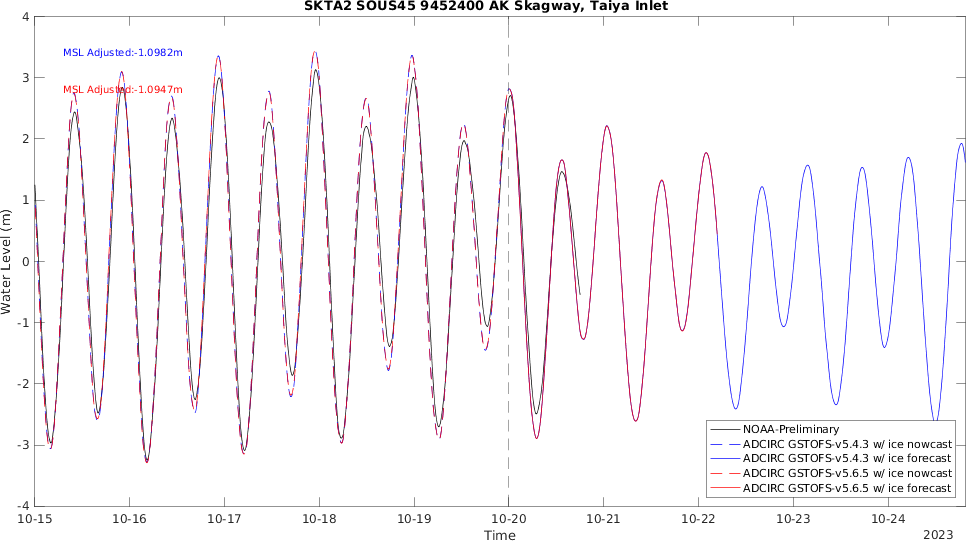 SKTA2 SOUS45 9452400 AK Skagway, Taiya Inlet
4
3
2
1
0
-1
-2
-3
-4
Water Level (m)
MSL Adjusted:-1.0982m
MSL Adjusted:-1.0947m
NOAA-Preliminary
ADCIRC GSTOFS-v5.4.3 w/ ice nowcast
ADCIRC GSTOFS-v5.4.3 w/ ice forecast
ADCIRC GSTOFS-v5.6.5 w/ ice nowcast
ADCIRC GSTOFS-v5.6.5 w/ ice forecast
10-15 10-16 10-17 10-18 10-19 10-20 10-21 10-22 10-23 10-24
Time
2023